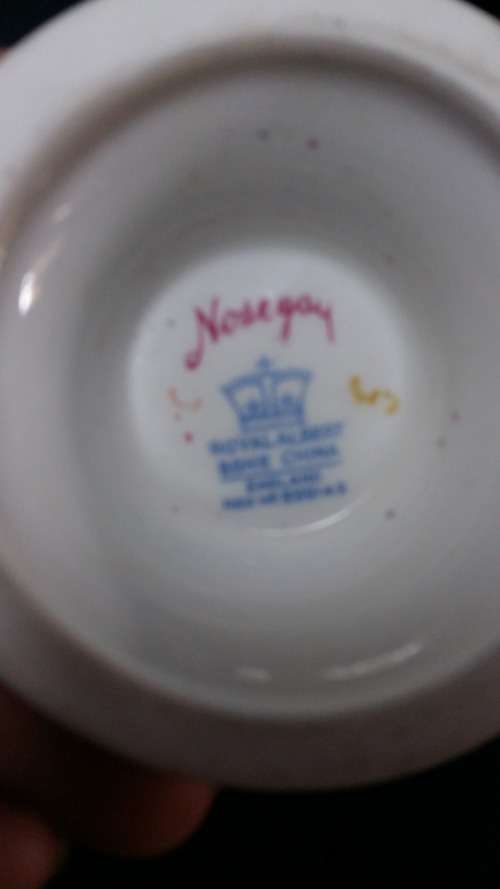 Nosegay
ROYAL ALBERT
BONE CHINA
ENGLAND